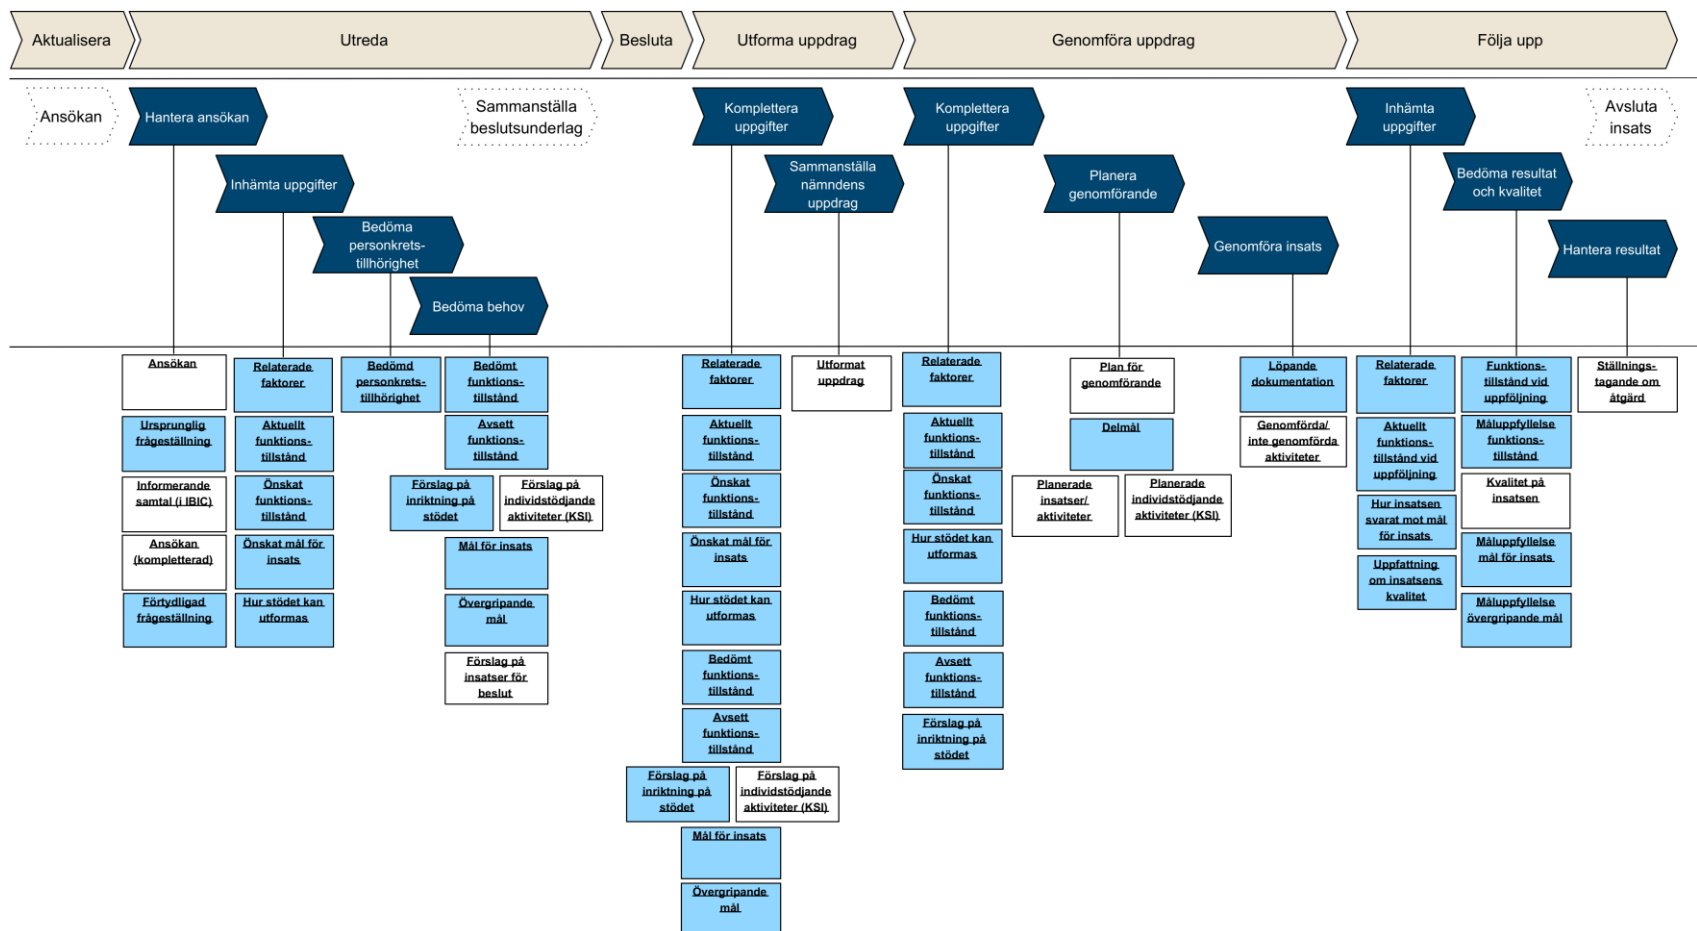 Aktualisera
Utreda
Besluta
Utforma uppdrag
Genomföra uppdrag
Följa upp
Ansökan
Hantera ansökan
Inhämta uppgifter
Bedöma
personkrets-
tillhörighet
Bedöma behov
Sammanställa
beslutsunderlag
Komplettera
uppgifter
Sammanställa
nämndens
uppdrag
Komplettera
uppgifter
Planera
genomförande
Genomföra insats
Inhämta
uppgifter
Bedöma resultat
och kvalitet
Hantera resultat
Avsluta
insats
Ansökan
Ursprunglig
frågeställning
Informerande
samtal (i IBIC)
Ansökan
(kompletterad)
Förtydligad
frågeställning
Relaterade
faktorer
Aktuellt
funktions-
tillstånd
Önskat
funktions-
tillstånd
Önskat mål för
insats
Hur stödet kan
utformas
Bedömd
personkrets-
tillhörighet
Bedömt
funktions-
tillstånd
Avsett
funktions-
tillstånd
Förslag på
inriktning på
stödet
Förslag på
individstödjande
aktiviteter (KSI)
Mål för insats
Övergripande
mål
Förslag på
insatser för
beslut
Relaterade
faktorer
Aktuellt
funktions-
tillstånd
Önskat
funktions-
tillstånd
Önskat mål för
insats
Hur stödet kan
utformas
Bedömt
funktions-
tillstånd
Avsett
funktions-
tillstånd
Förslag på
inriktning på
stödet
Förslag på
individstödjande
aktiviteter (KSI)
Mål för insats
Övergripande
mål
Utformat
uppdrag
Relaterade
faktorer
Aktuellt
funktions-
tillstånd
Önskat
funktions-
tillstånd
Hur stödet kan
utformas
Bedömt
funktions-
tillstånd
Avsett
funktions-
tillstånd
Förslag på
inriktning på
stödet
Plan för
genomförande
Delmål
Planerade
insatser/
aktiviteter
Planerade
individstödjande
aktiviteter (KSI)
Löpande
dokumentation
Genomförda/
inte genomförda
aktiviteter
Relaterade
faktorer
Aktuellt
funktions-
tillstånd vid
uppföljning
Hur insatsen
svarat mot mål
för insats
Uppfattning
om insatsens
kvalitet
Funktions-
tillstånd vid
uppföljning
Måluppfyllelse
funktions-
tillstånd
Kvalitet på
insatsen
Måluppfyllelse
mål för insats
Måluppfyllelse
övergripande mål
Ställnings-
tagande om
åtgärd